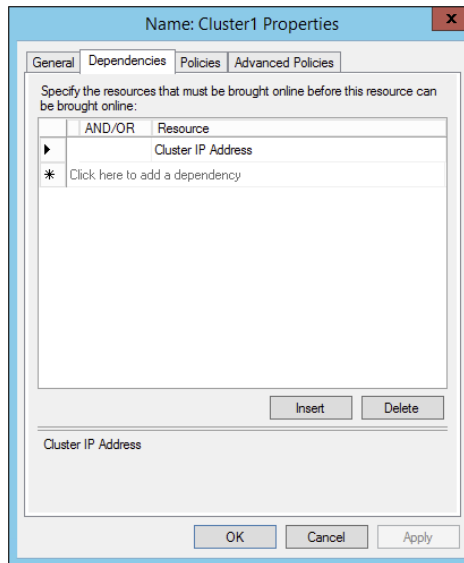 Name: Cluster1 Properties
x
General Dependencies Policies Advanced Policies
Specify the resources that must be brought online before this resource can
be brought online:
AND/OR Resource
Cluster IP Address
Click here to add a dependency
Insert Delete
Cluster IP Address
OK Cancel Apply